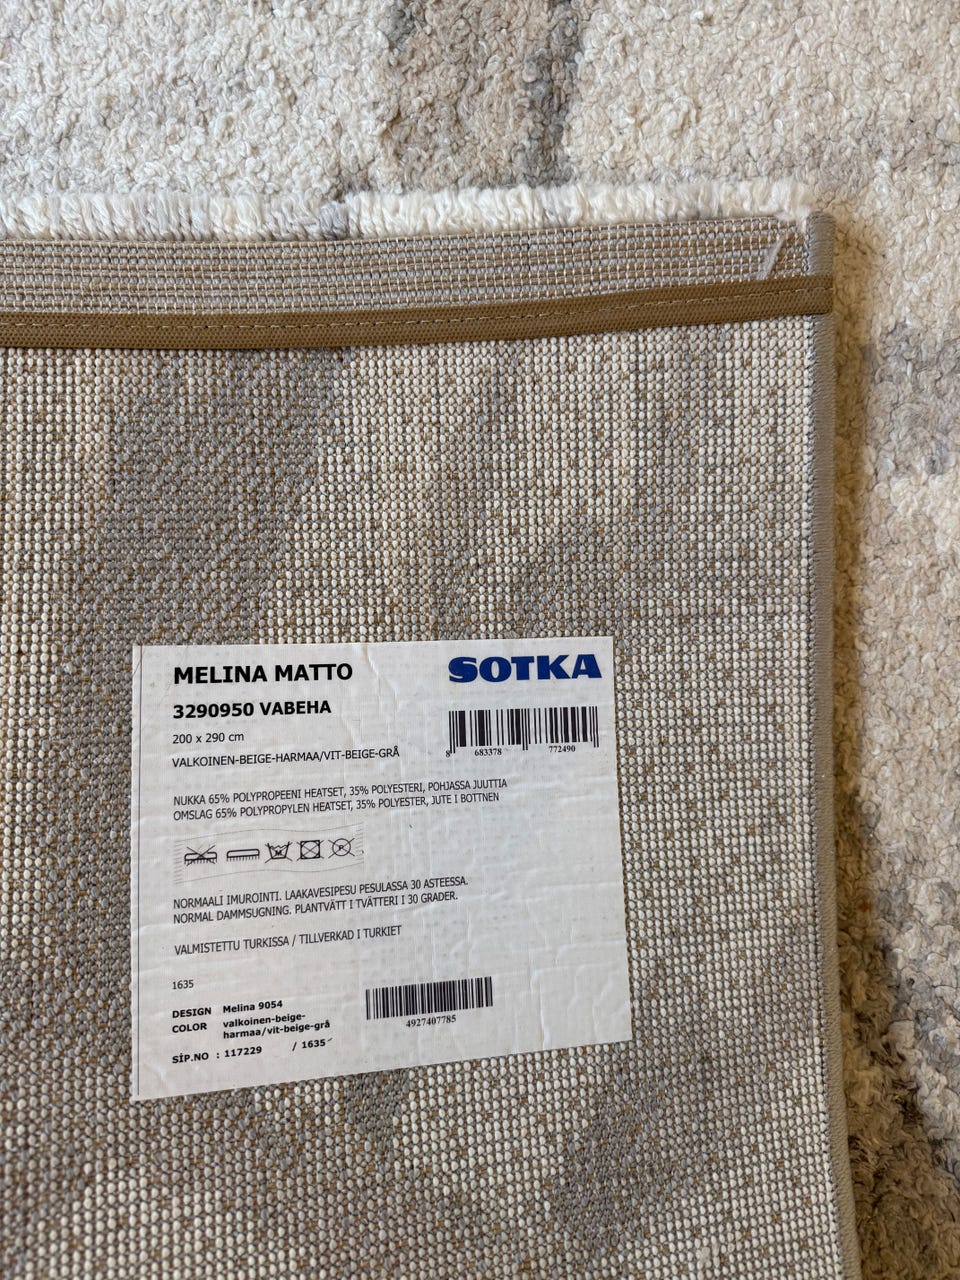 MELINA MATTO
SOTKA
3290950 VABEHA
200 x 290 cm
VALKOINEN-BEIGE-HARMAA/VIT-BEIGE-GRÅ
8 683378 772490
NUKKA 65% POLYPROPEENI HEATSET, 35% POLYESTERI, POHJASSA JUUTTIA
OMSLAG 65% POLYPROPYLEN HEATSET, 35% POLYESTER, JUTE I BOTTNEN
NORMAALI IMUROINTI. LAAKAVESIPESU PESULASSA 30 ASTEESSA.
NORMAL DAMMSUGNING. PLANTVÄTT I TVÄTTERI I 30 GRADER.
VALMISTETTU TURKISSA / TILLVERKAD I TURKIET
1635
DESIGN Melina 9054
COLOR valkoinen-beige-
harmaa/vit-beige-grå
SİP.NO : 117229 / 1635
4927407785